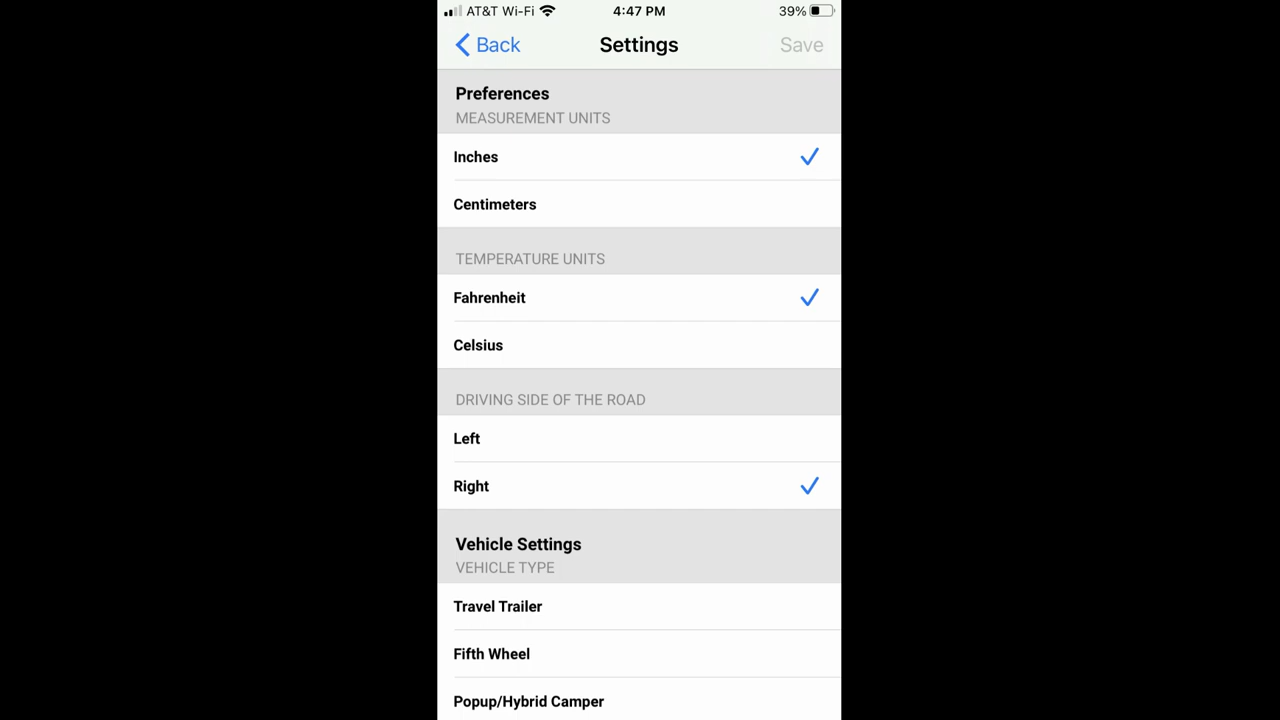 AT&T Wi-Fi 4:47 PM 39%
Back Settings Save
Preferences
MEASUREMENT UNITS
Inches
Centimeters
TEMPERATURE UNITS
Fahrenheit
Celsius
DRIVING SIDE OF THE ROAD
Left
Right
Vehicle Settings
VEHICLE TYPE
Travel Trailer
Fifth Wheel
Popup/Hybrid Camper